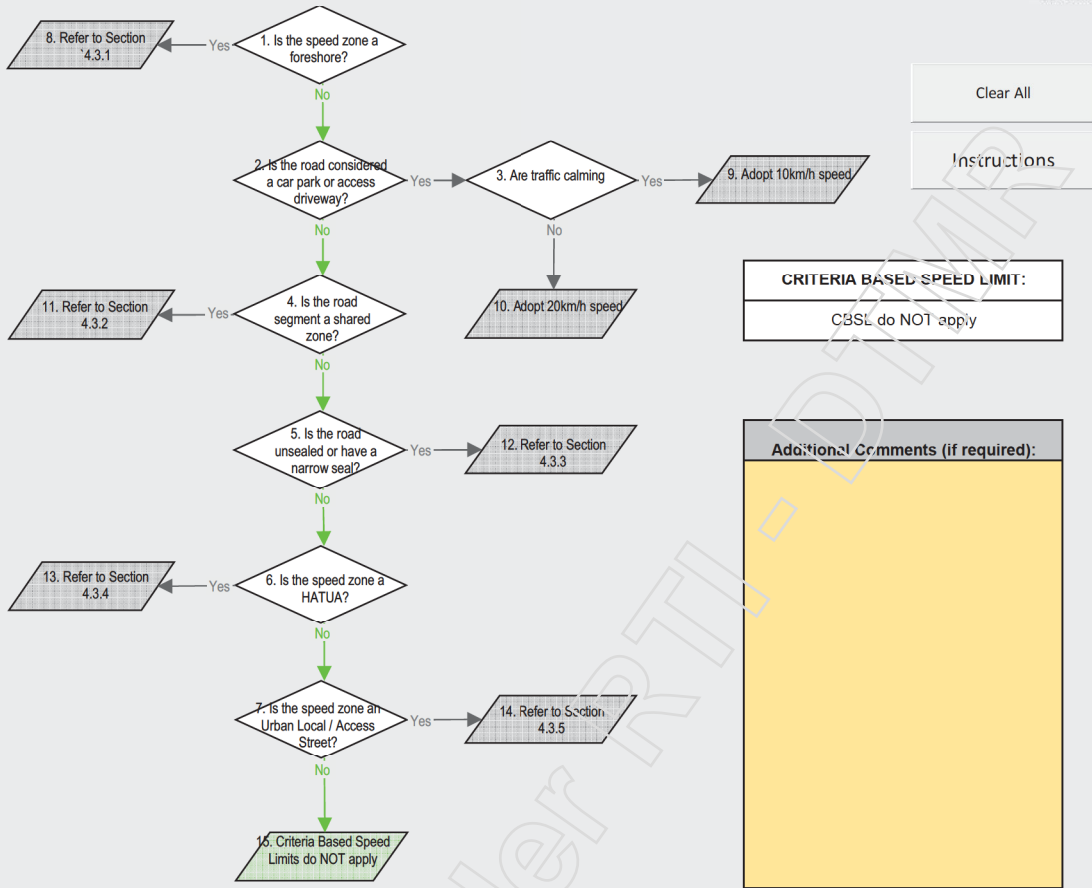 8. Refer to Section
`4.3.1
Yes
1. Is the speed zone a
foreshore?
No
Clear All
Instructions
2. Is the road considered
a car park or access
driveway?
Yes
3. Are traffic calming
Yes
9. Adopt 10km/h speed
No
No
10. Adopt 20km/h speed
CRITERIA BASED SPEED LIMIT:
CBSL do NOT apply
11. Refer to Section
4.3.2
Yes
4. Is the road
segment a shared
zone?
No
5. Is the road
unsealed or have a
narrow seal?
Yes
12. Refer to Section
4.3.3
No
Additional Comments (if required):
13. Refer to Section
4.3.4
Yes
6. Is the speed zone a
HATUA?
No
7. Is the speed zone an
Urban Local / Access
Street?
Yes
14. Refer to Section
4.3.5
No
15. Criteria Based Speed
Limits do NOT apply
RTI - DTMR